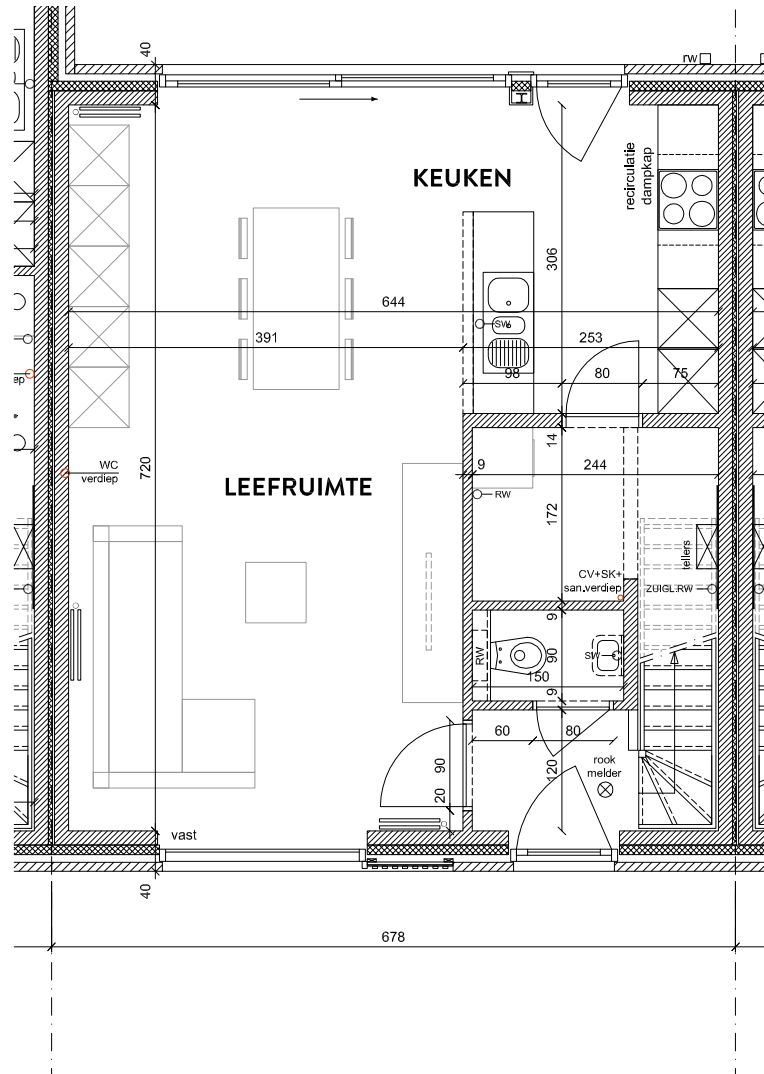 40
rw
KEUKEN
recirculatie
dampkap
306
644
391
253
SW
98
80
75
14
WC
verdiep
720
LEEFRUIMTE
9
244
RW
172
tellers
CV+SK+
san.verdiep
ZUIGL.RW
9
RW
90
SW
150
9
60
80
90
120
rook
melder
20
vast
40
678